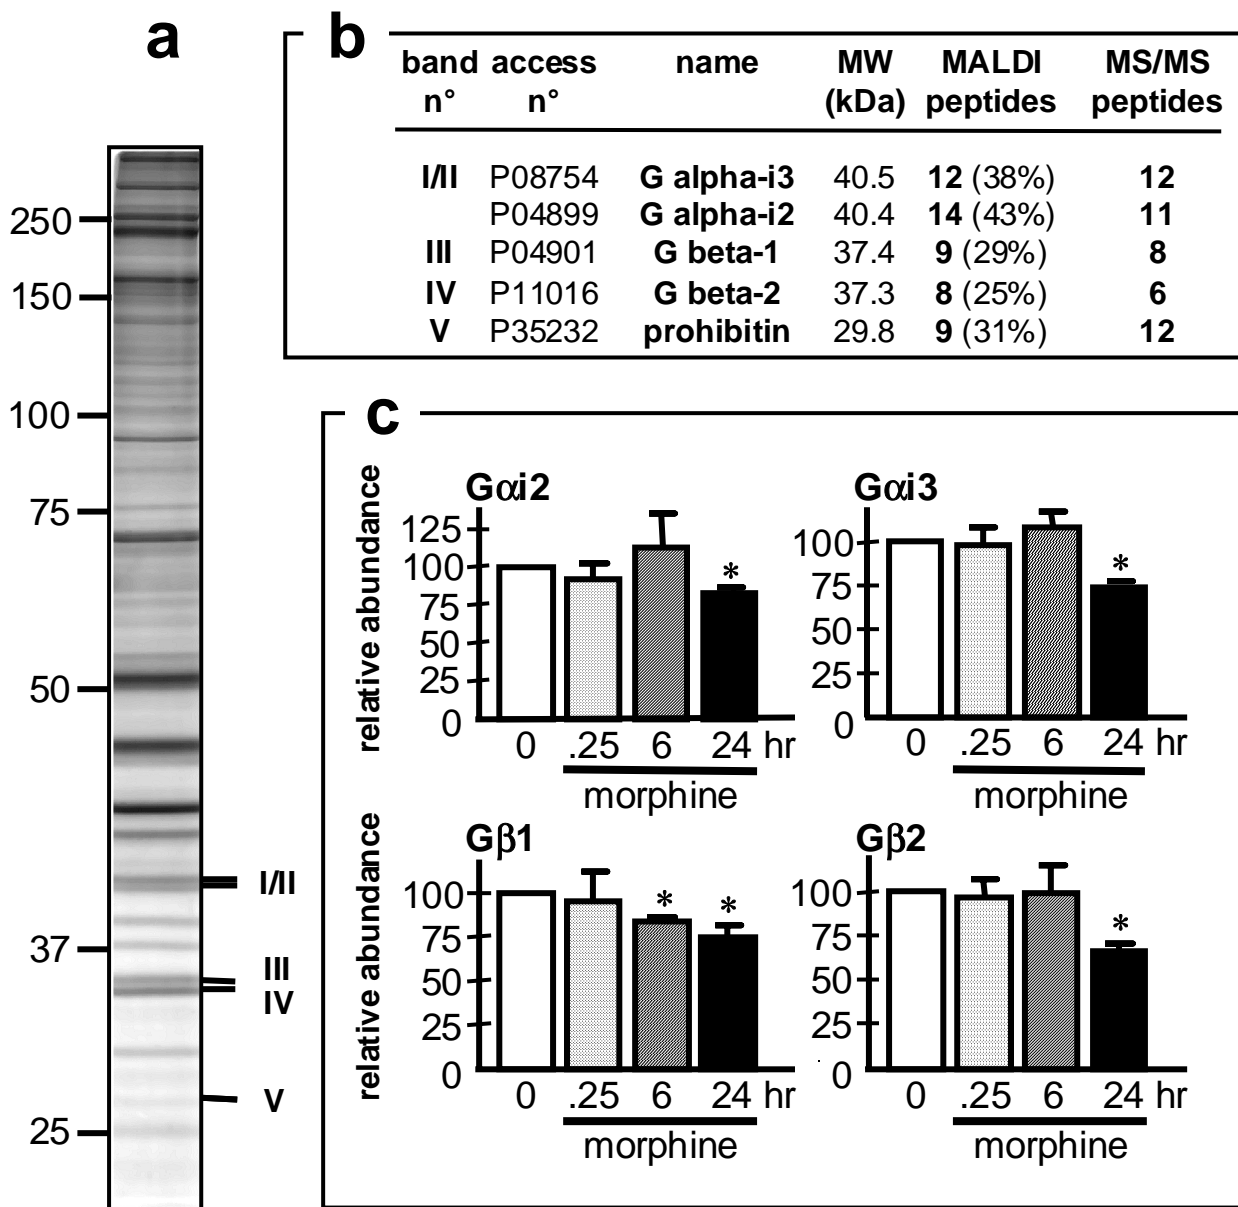 a
250
150
100
75
50
37
25
I/II
III
IV
V
b
band access name MW MALDI MS/MS
n° n° (kDa) peptides peptides
I/II P08754 G alpha-i3 40.5 12 (38%) 12
P04899 G alpha-i2 40.4 14 (43%) 11
III P04901 G beta-1 37.4 9 (29%) 8
IV P11016 G beta-2 37.3 8 (25%) 6
V P35232 prohibitin 29.8 9 (31%) 12
c
relative abundance
Gαi2
125
100
75
50
25
0
*
0 .25 6 24 hr
morphine
Gαi3
100
75
50
25
0
*
0 .25 6 24 hr
morphine
relative abundance
Gβ1
100
75
50
25
0
* *
0 .25 6 24 hr
morphine
Gβ2
100
75
50
25
0
*
0 .25 6 24 hr
morphine